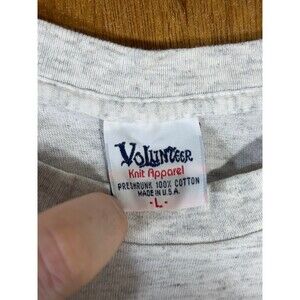 VOLUNTEER
Knit Apparel
PRESHRUNK 100% COTTON
MADE IN U.S.A.
- L -